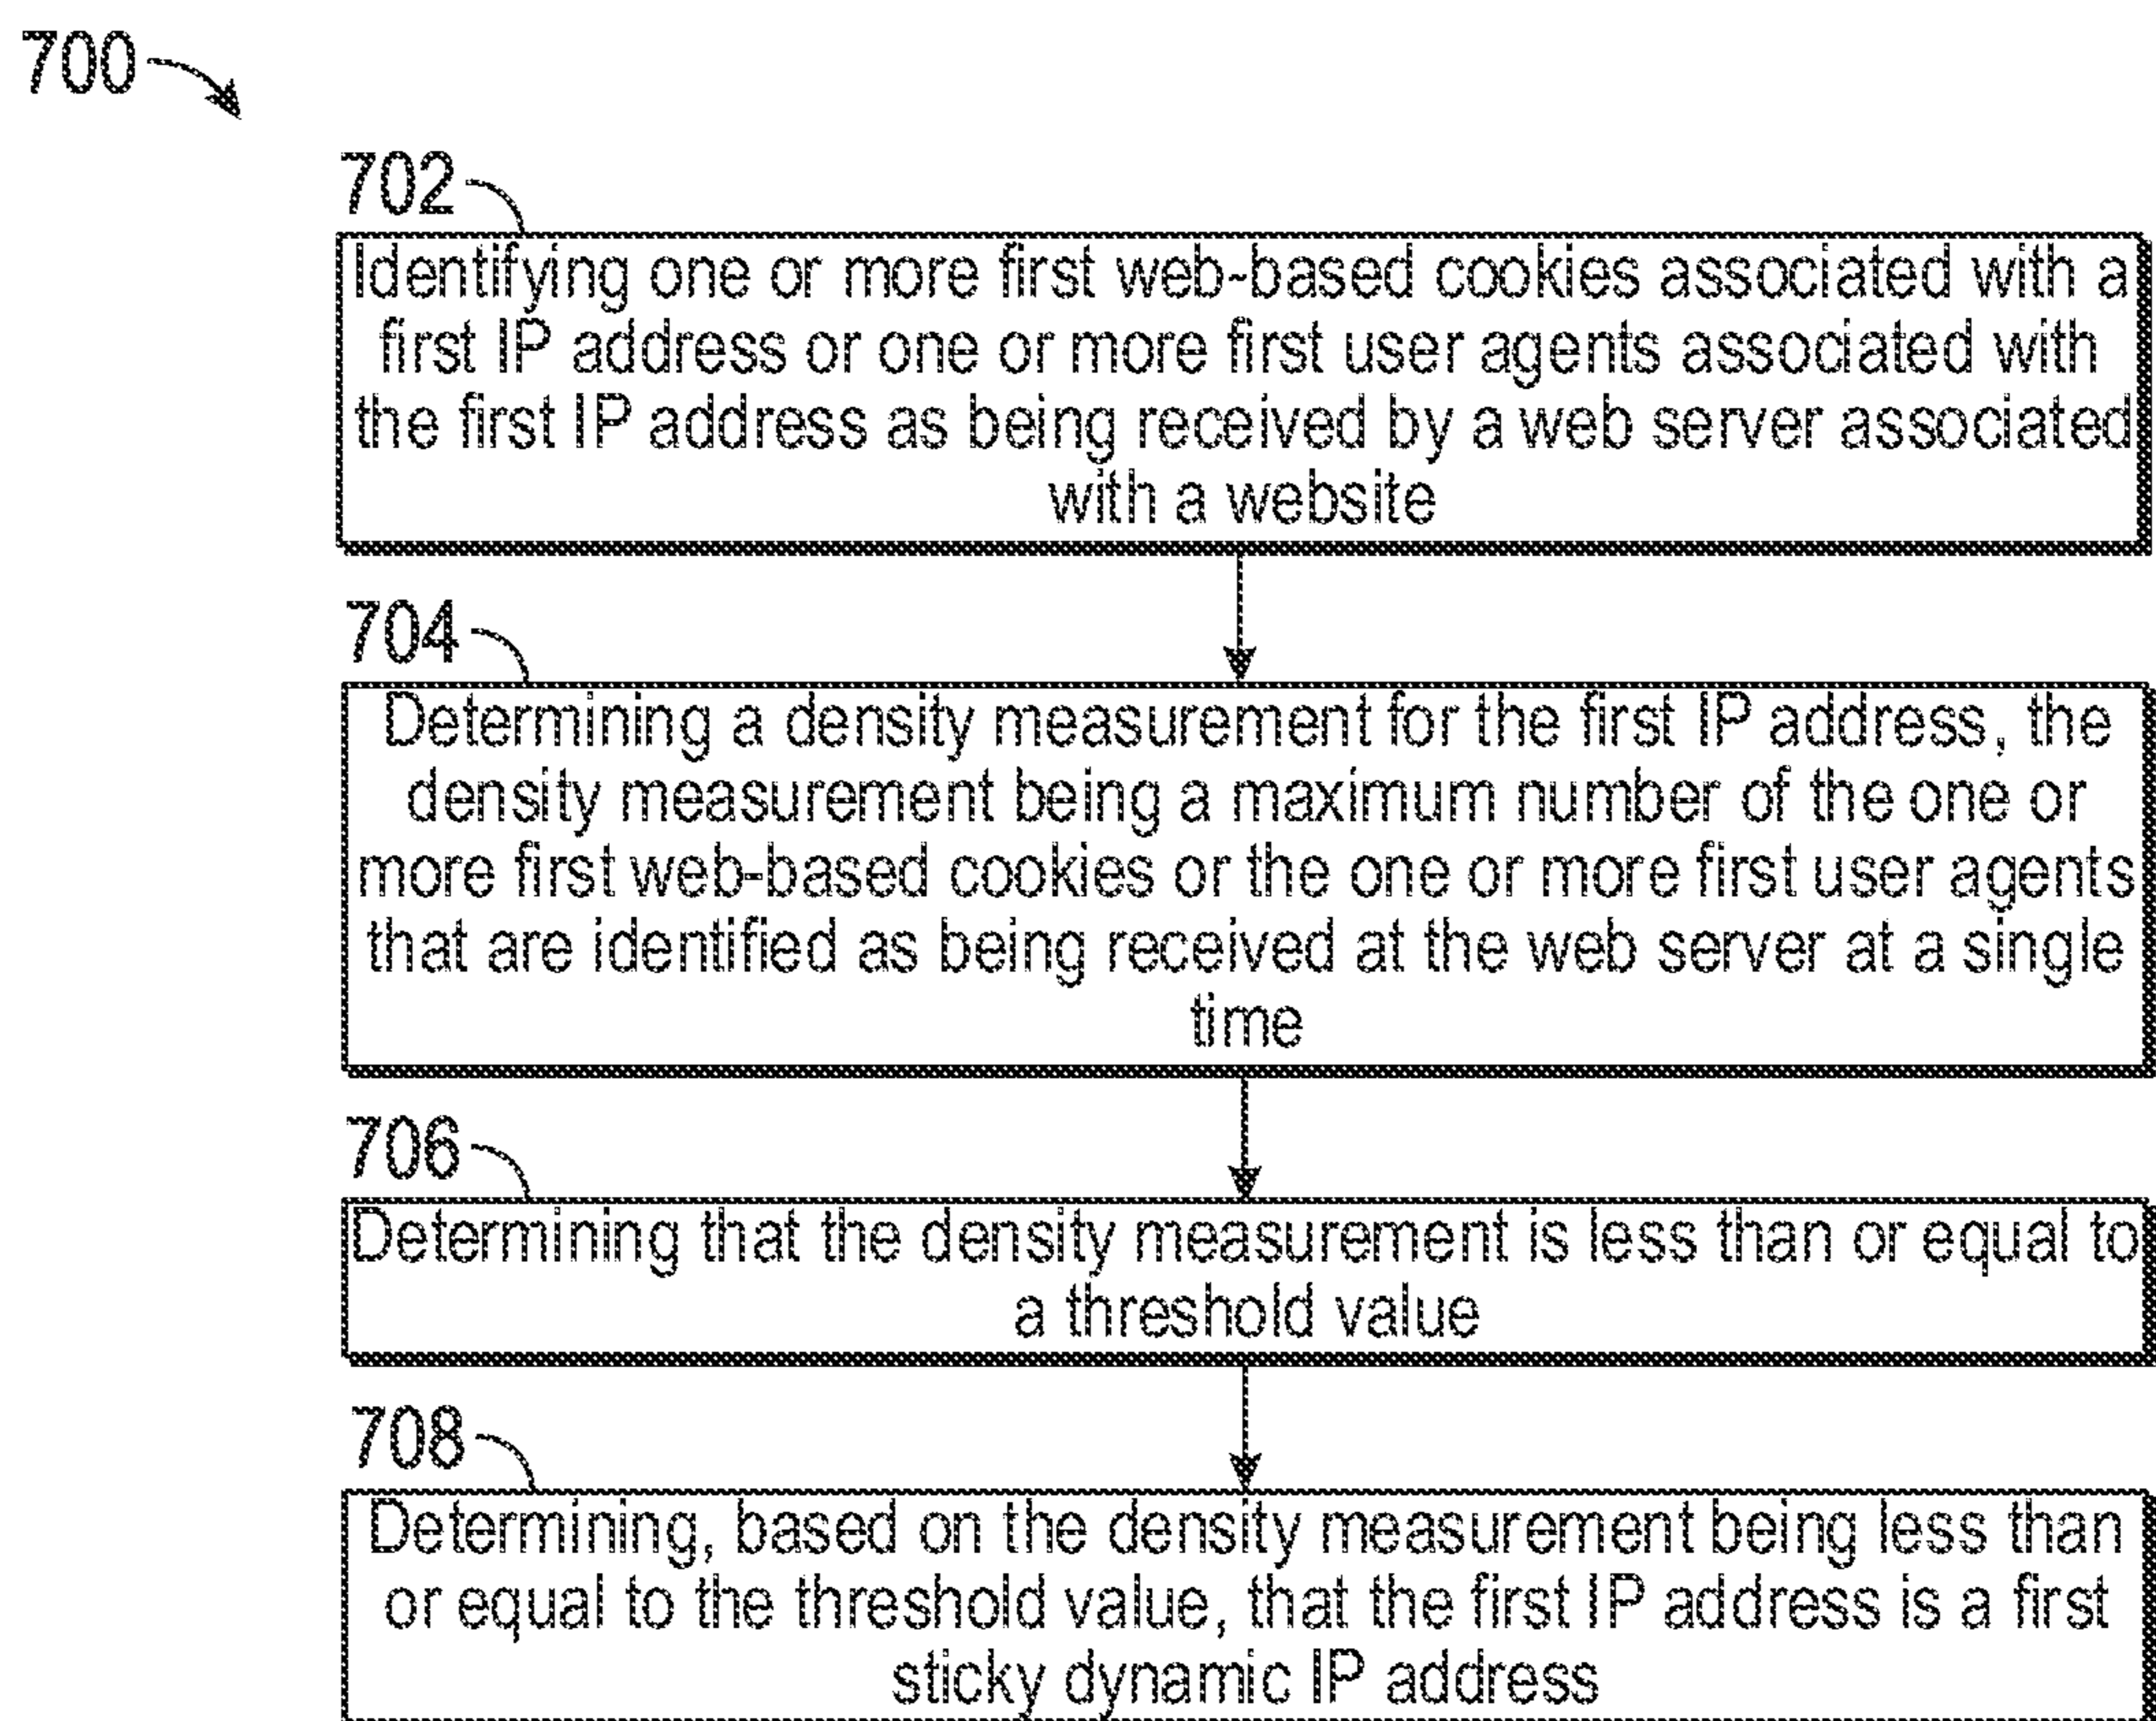 700
702
Identifying one or more first web-based cookies associated with a
first IP address or one or more first user agents associated with
the first IP address as being received by a web server associated
with a website
704
Determining a density measurement for the first IP address, the
density measurement being a maximum number of the one or
more first web-based cookies or the one or more first user agents
that are identified as being received at the web server at a single
time
706
Determining that the density measurement is less than or equal to
a threshold value
708
Determining, based on the density measurement being less than
or equal to the threshold value, that the first IP address is a first
sticky dynamic IP address